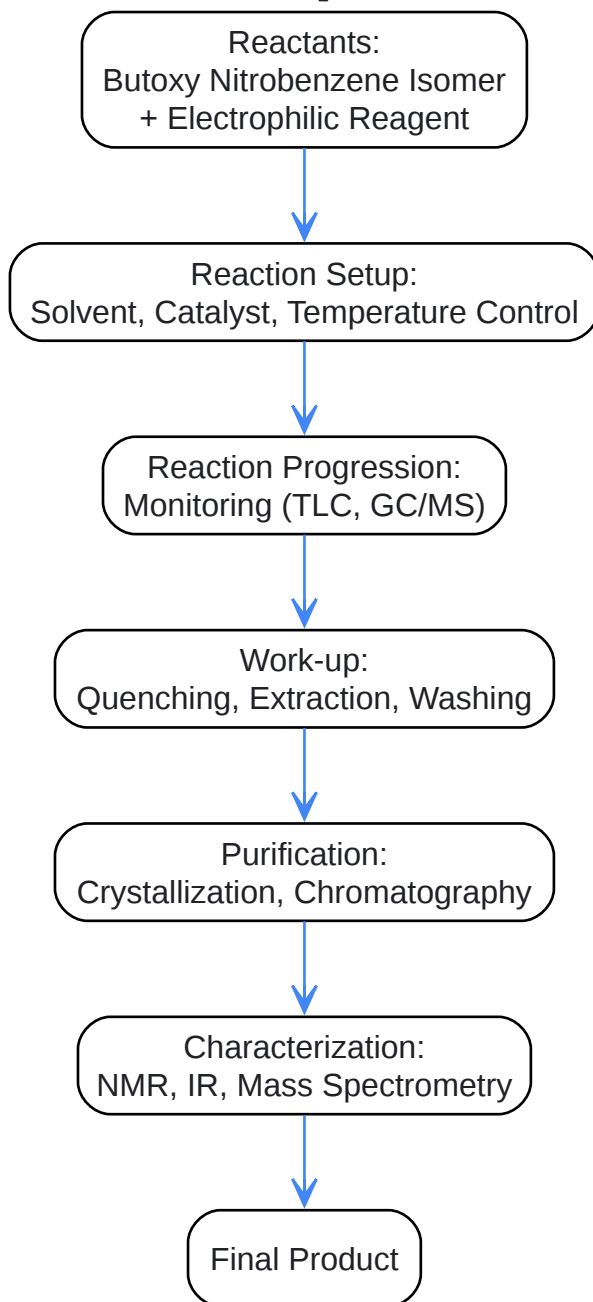 Reactants:
Butoxy Nitrobenzene Isomer
+ Electrophilic Reagent
Reaction Setup:
Solvent, Catalyst, Temperature Control
Reaction Progression:
Monitoring (TLC, GC/MS)
Work-up:
Quenching, Extraction, Washing
Purification:
Crystallization, Chromatography
Characterization:
NMR, IR, Mass Spectrometry
Final Product